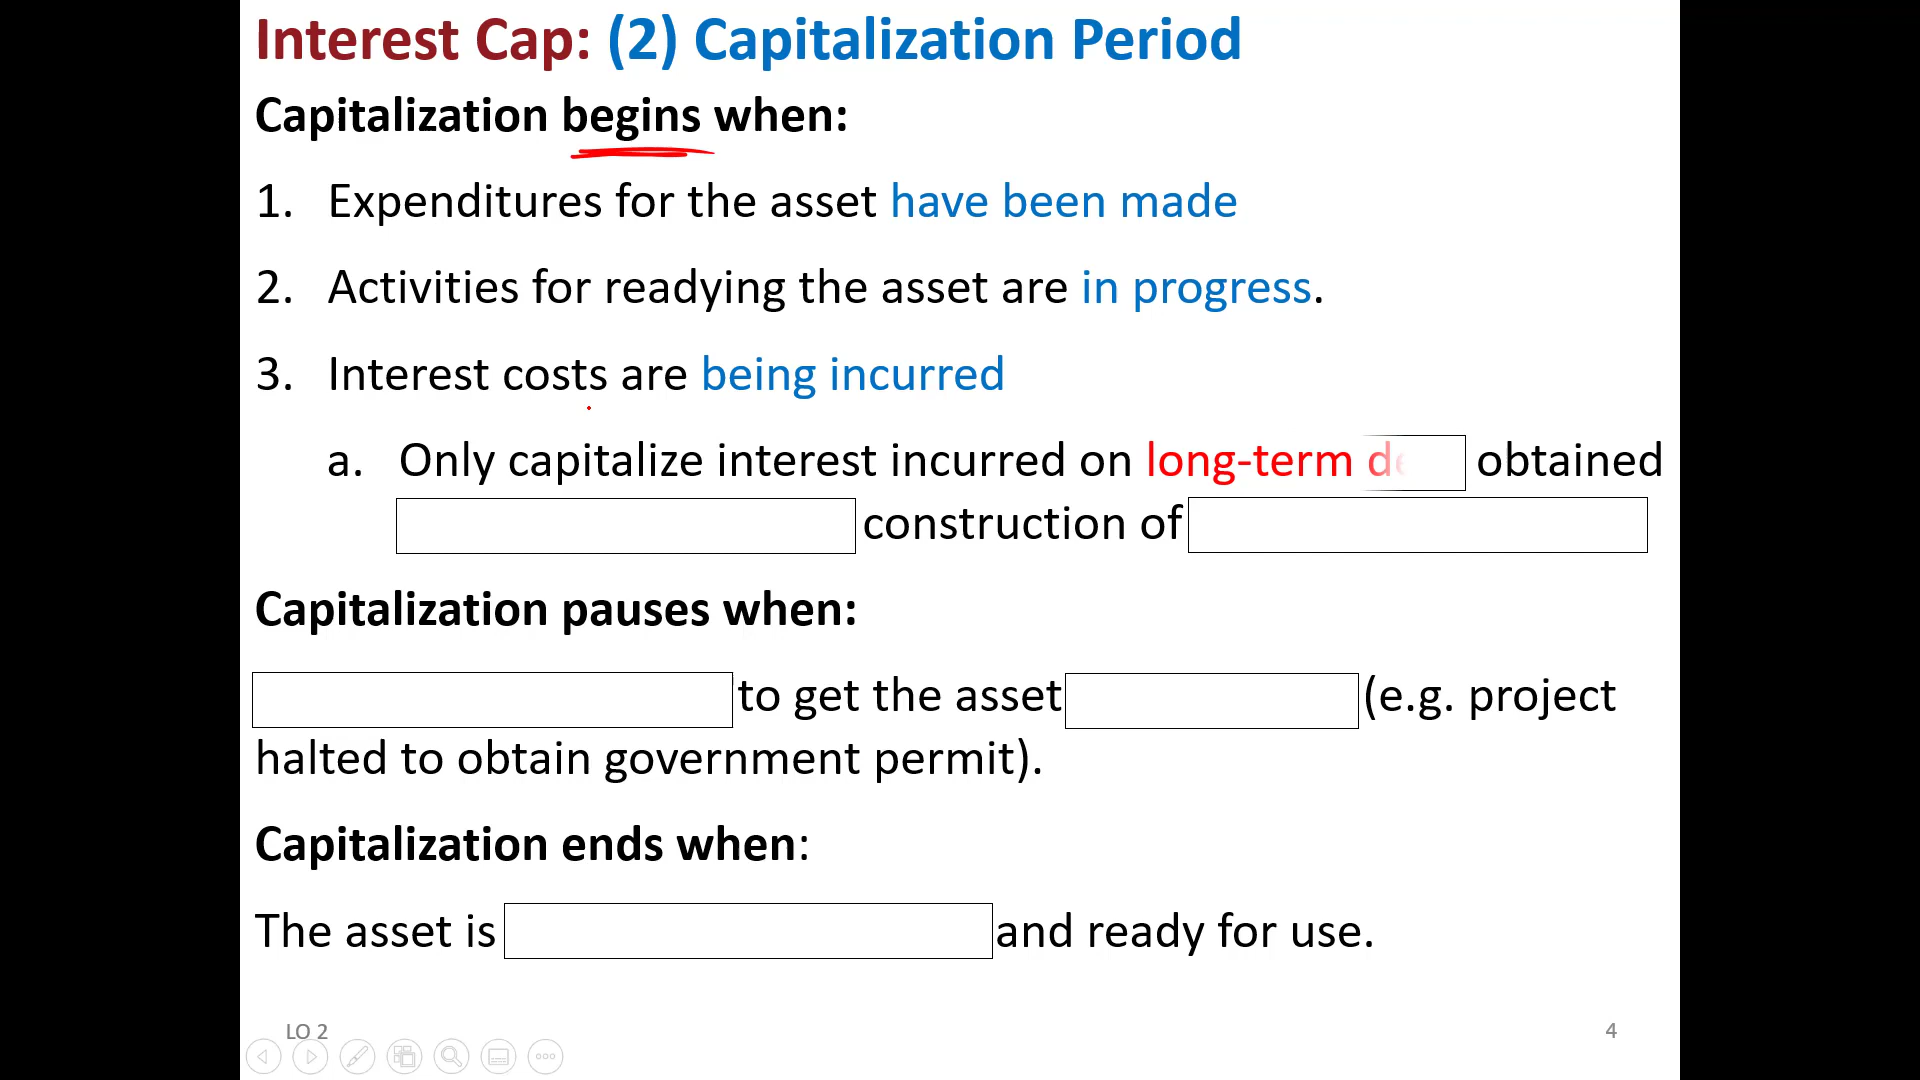 Interest Cap: (2) Capitalization Period
Capitalization begins when:
1. Expenditures for the asset have been made
2. Activities for readying the asset are in progress.
3. Interest costs are being incurred
a. Only capitalize interest incurred on long-term obtained
construction of
Capitalization pauses when:
to get the asset (e.g. project
halted to obtain government permit).
Capitalization ends when:
The asset is and ready for use.
LO 2
4